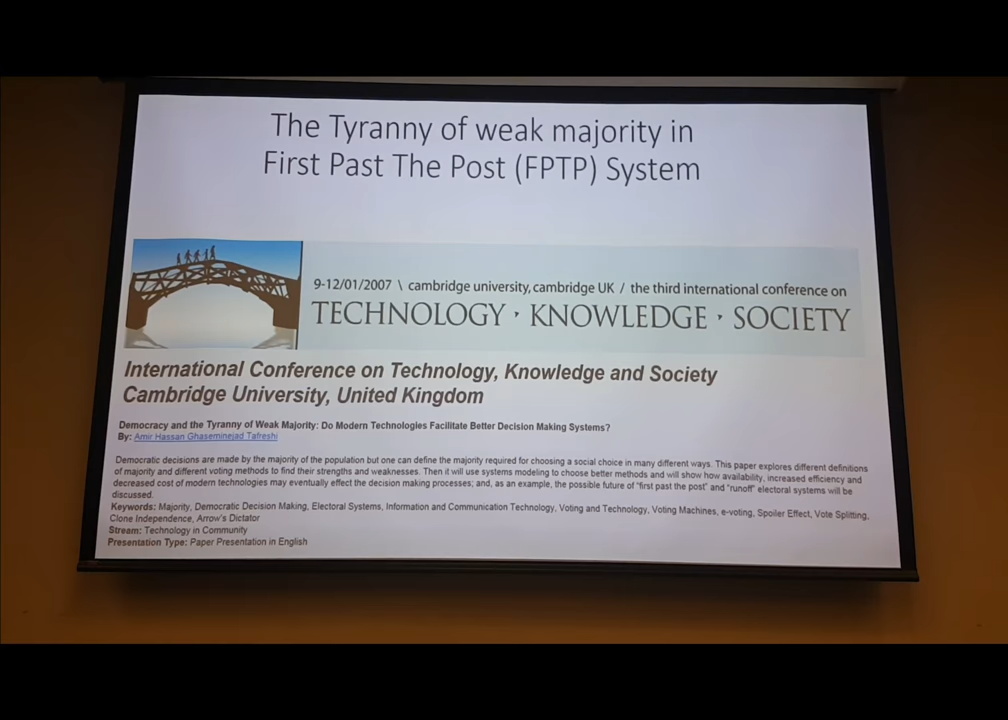 The Tyranny of weak majority in
First Past The Post (FPTP) System
9-12/01/2007 \ cambridge university, cambridge UK / the third international conference on
TECHNOLOGY · KNOWLEDGE · SOCIETY
International Conference on Technology, Knowledge and Society
Cambridge University, United Kingdom
Democracy and the Tyranny of Weak Majority: Do Modern Technologies Facilitate Better Decision Making Systems?
By: Amir Hassan Ghaseminejad Tafreshi
Democratic decisions are made by the majority of the population but one can define the majority required for choosing a social choice in many different ways. This paper explores different definitions
of majority and different voting methods to find their strengths and weaknesses. Then it will use systems modeling to choose better methods and will show how availability, increased efficiency and
decreased cost of modern technologies may eventually effect the decision making processes; and, as an example, the possible future of "first past the post" and "runoff" electoral systems will be
discussed.
Keywords: Majority, Democratic Decision Making, Electoral Systems, Information and Communication Technology, Voting and Technology, Voting Machines, e-voting, Spoiler Effect, Vote Splitting,
Clone Independence, Arrow's Dictator
Stream: Technology in Community
Presentation Type: Paper Presentation in English